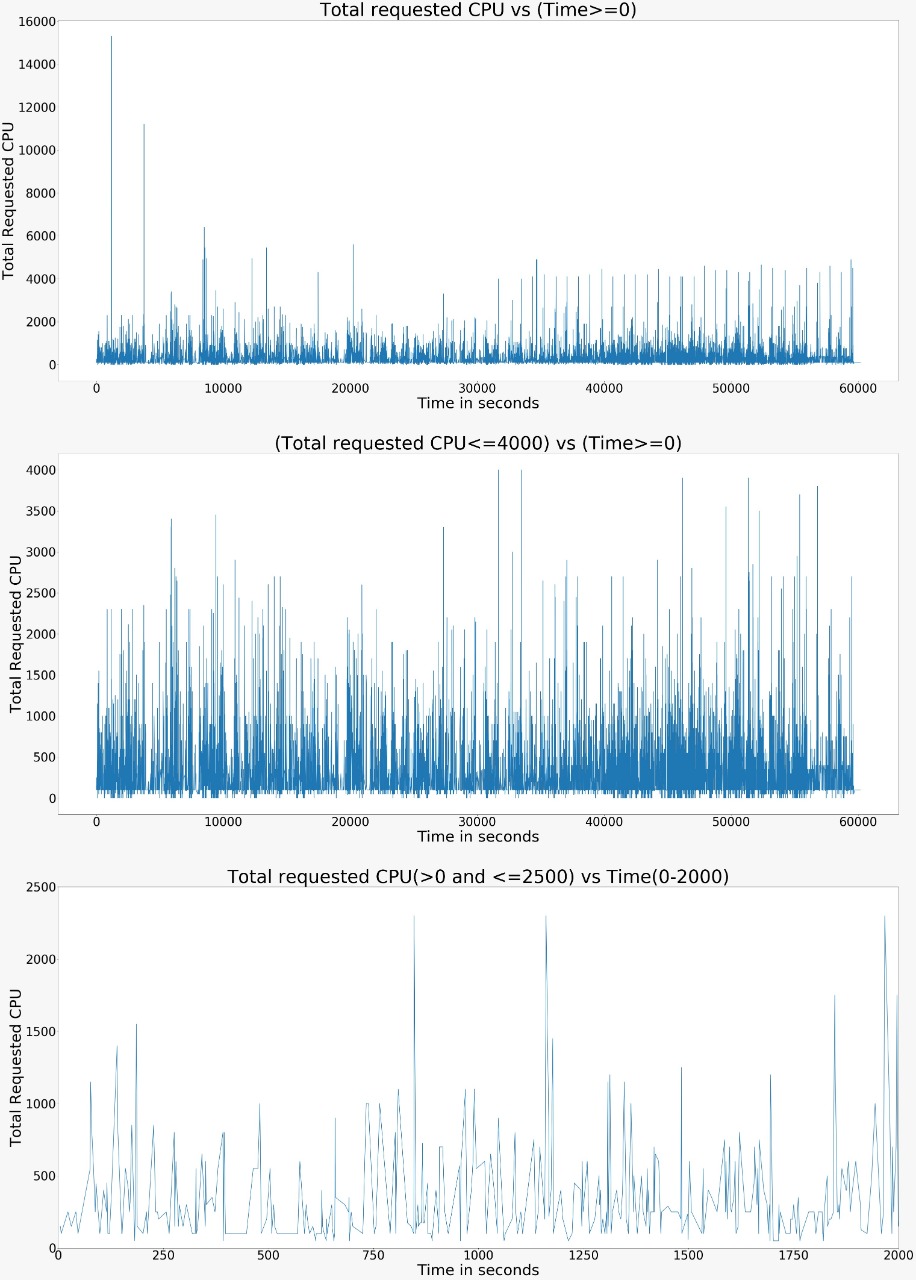 Total requested CPU vs (Time>=0)
16000
14000
12000
10000
8000
6000
4000
2000
0
Total Requested CPU
0 10000 20000 30000 40000 50000 60000
Time in seconds
(Total requested CPU<=4000) vs (Time>=0)
4000
3500
3000
2500
2000
1500
1000
500
0
Total Requested CPU
0 10000 20000 30000 40000 50000 60000
Time in seconds
Total requested CPU(>0 and <=2500) vs Time(0-2000)
2500
2000
1500
1000
500
0
Total Requested CPU
0 250 500 750 1000 1250 1500 1750 2000
Time in seconds